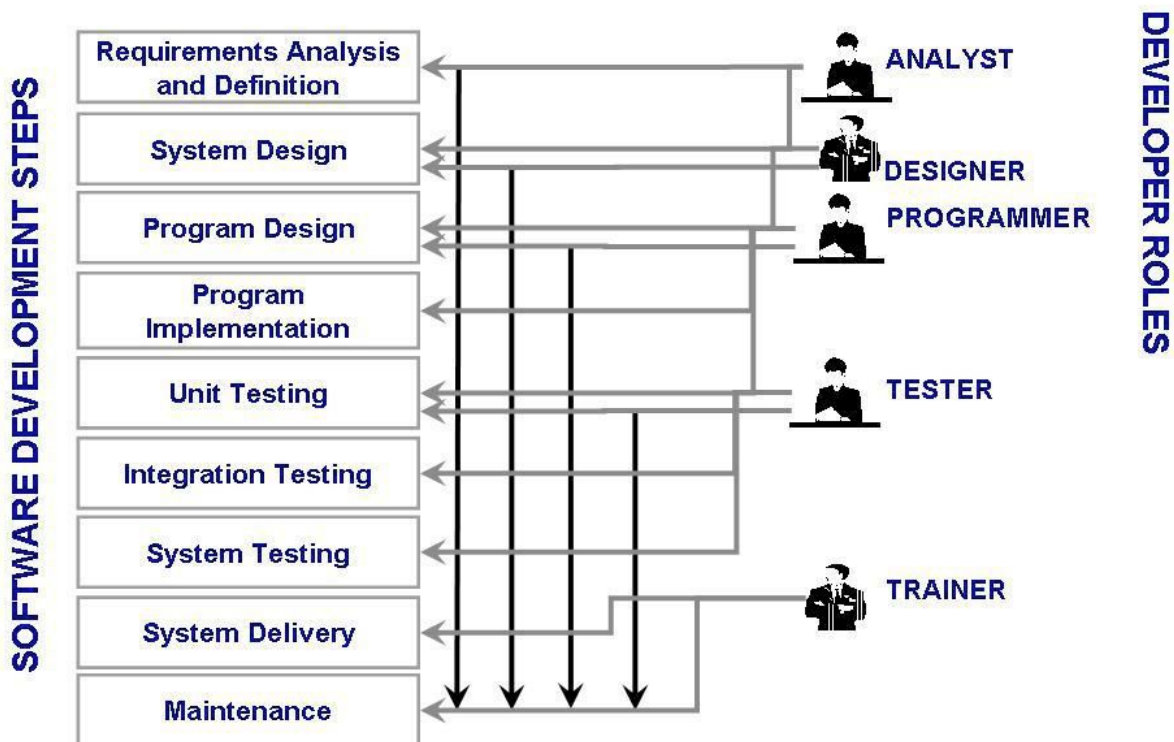 SOFTWARE DEVELOPMENT STEPS
Requirements Analysis
and Definition
System Design
Program Design
Program
Implementation
Unit Testing
Integration Testing
System Testing
System Delivery
Maintenance
ANALYST
DESIGNER
PROGRAMMER
TESTER
TRAINER
DEVELOPER ROLES